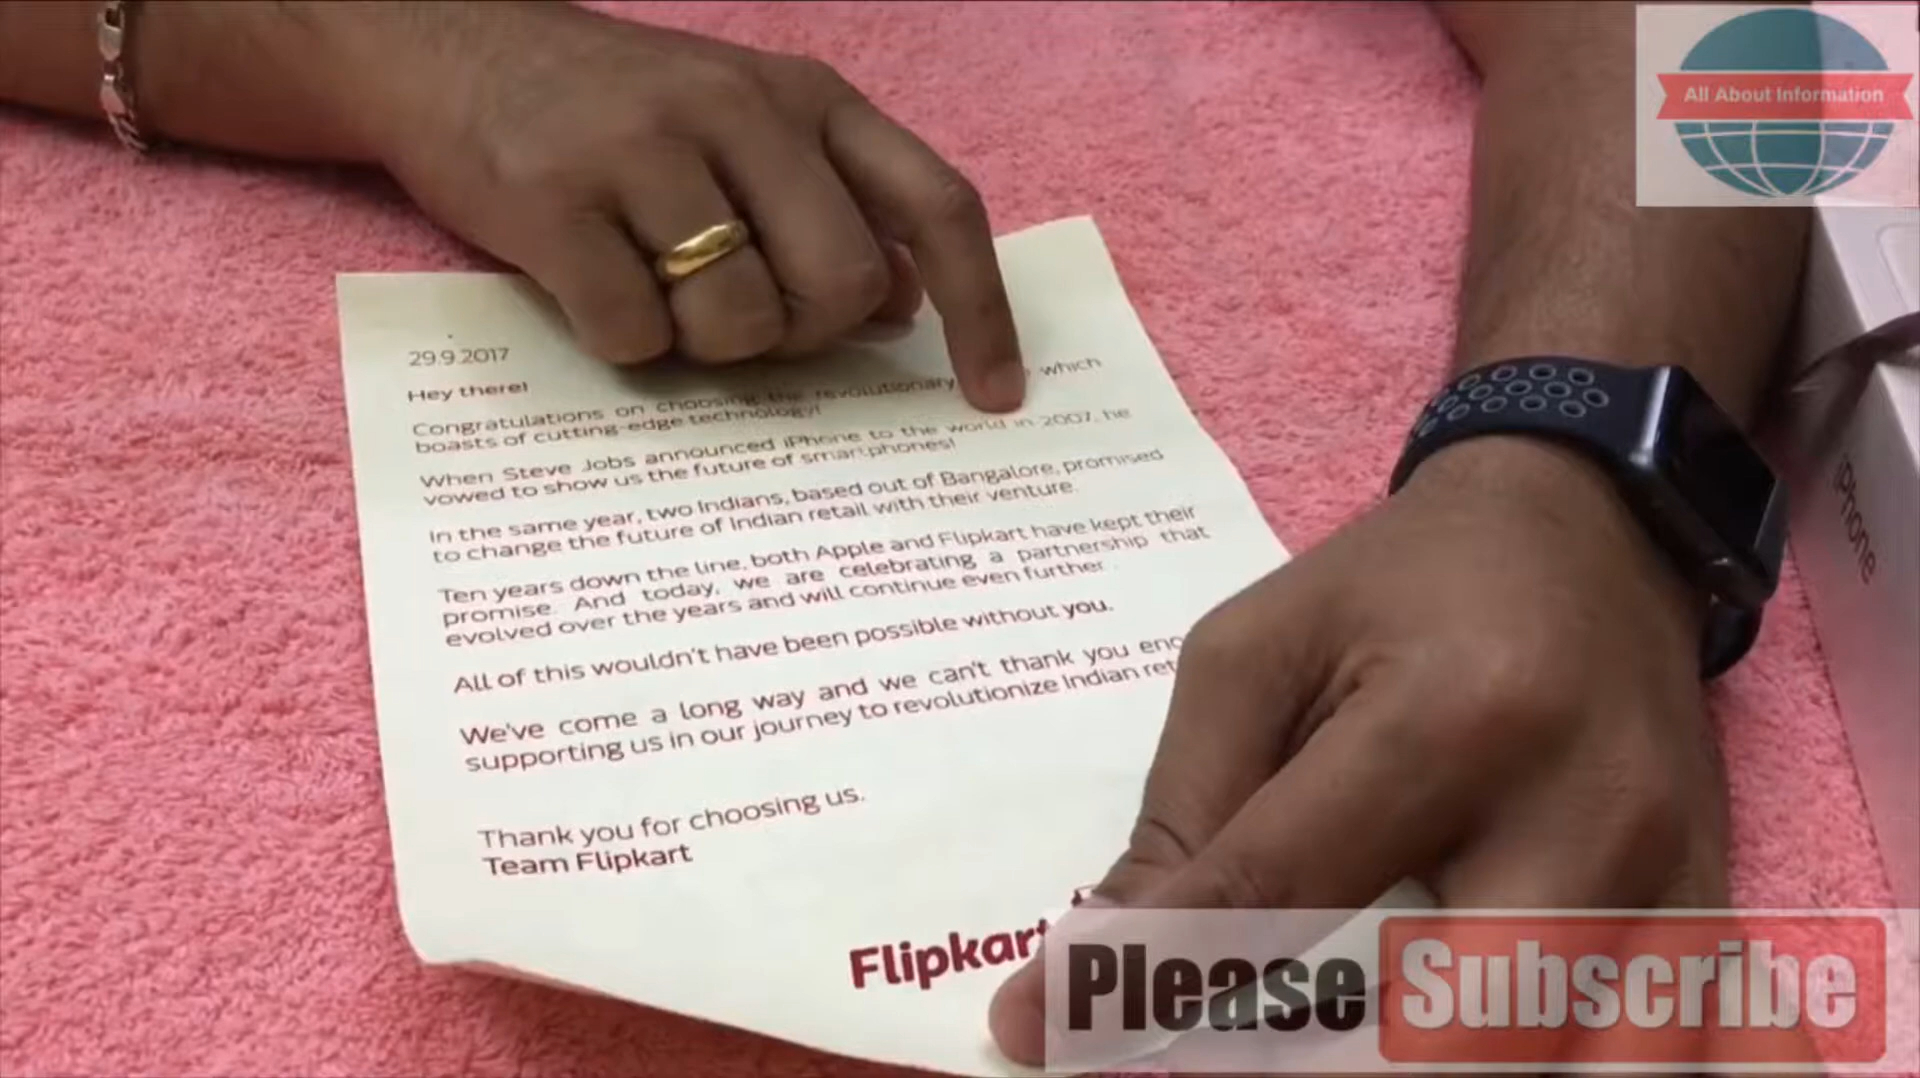 All About Information
29.9.2017
Hey there!
Congratulations on choosing the revolutionary which
boasts of cutting-edge technology!
When Steve Jobs announced iPhone to the world in 2007, he
vowed to show us the future of smartphones!
In the same year, two Indians, based out of Bangalore, promised
to change the future of Indian retail with their venture.
Ten years down the line, both Apple and Flipkart have kept their
promise. And today, we are celebrating a partnership that
evolved over the years and will continue even further.
All of this wouldn't have been possible without you.
We've come a long way and we can't thank you
supporting us in our journey to revolutionize Indian
Thank you for choosing us.
Team Flipkart
Flipkart
iPhone
Please Subscribe